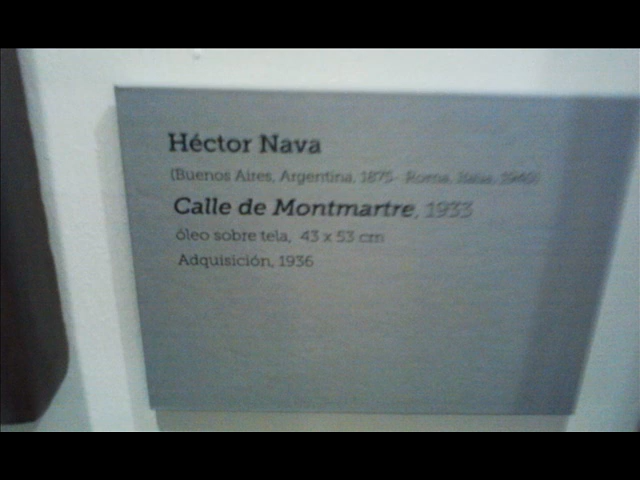 Héctor Nava
(Buenos Aires, Argentina, 1875- Roma, Italia, 1940)
Calle de Montmartre, 1933
óleo sobre tela, 43 x 53 cm
Adquisición, 1936